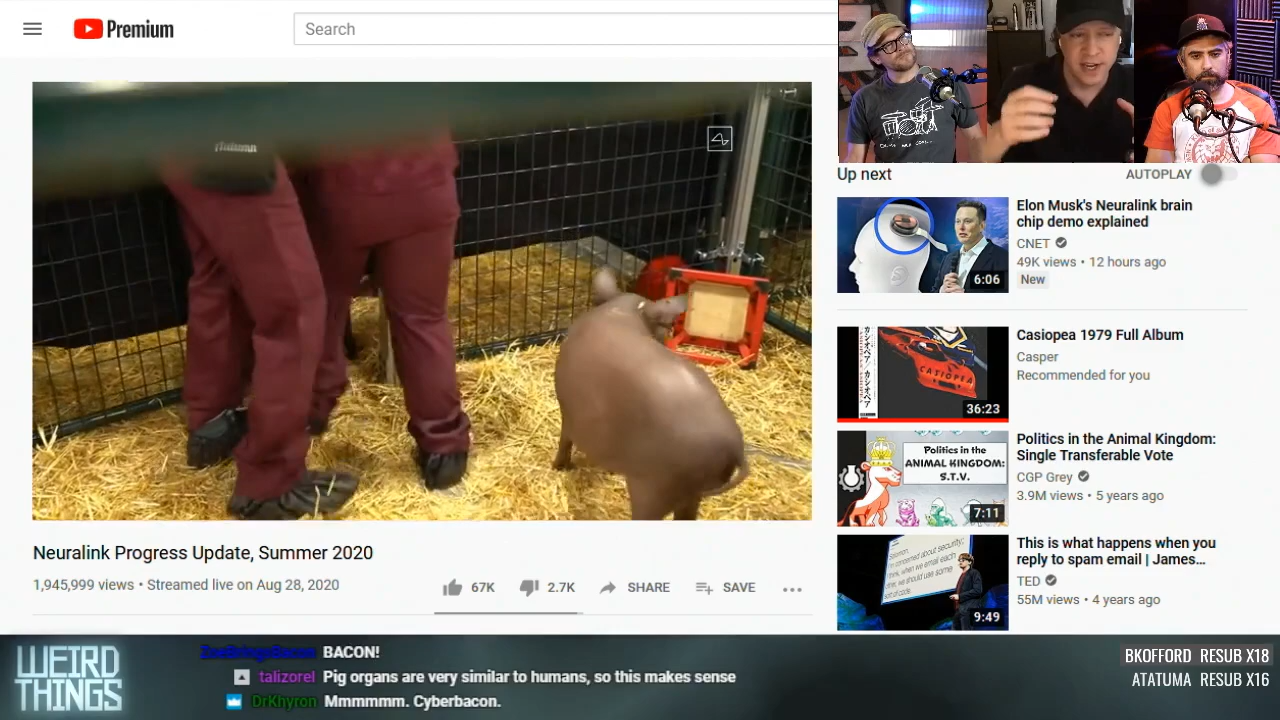 Premium
Search
Up next
AUTOPLAY
Elon Musk's Neuralink brain
chip demo explained
CNET
49K views • 12 hours ago
New
6:06
Casiopea 1979 Full Album
Casper
Recommended for you
CASIOPEA
36:23
Politics in the Animal Kingdom:
Single Transferable Vote
CGP Grey
3.9M views • 5 years ago
Politics in the
ANIMAL KINGDOM:
S.T.V.
7:11
This is what happens when you
reply to spam email | James...
TED
55M views • 4 years ago
9:49
Neuralink Progress Update, Summer 2020
1,945,999 views • Streamed live on Aug 28, 2020
67K
2.7K
SHARE
SAVE
WEIRD
THINGS
ZoeBringsBacon BACON!
talizorel Pig organs are very similar to humans, so this makes sense
DrKhyron Mmmmmm. Cyberbacon.
BKOFFORD RESUB X18
ATATUMA RESUB X16